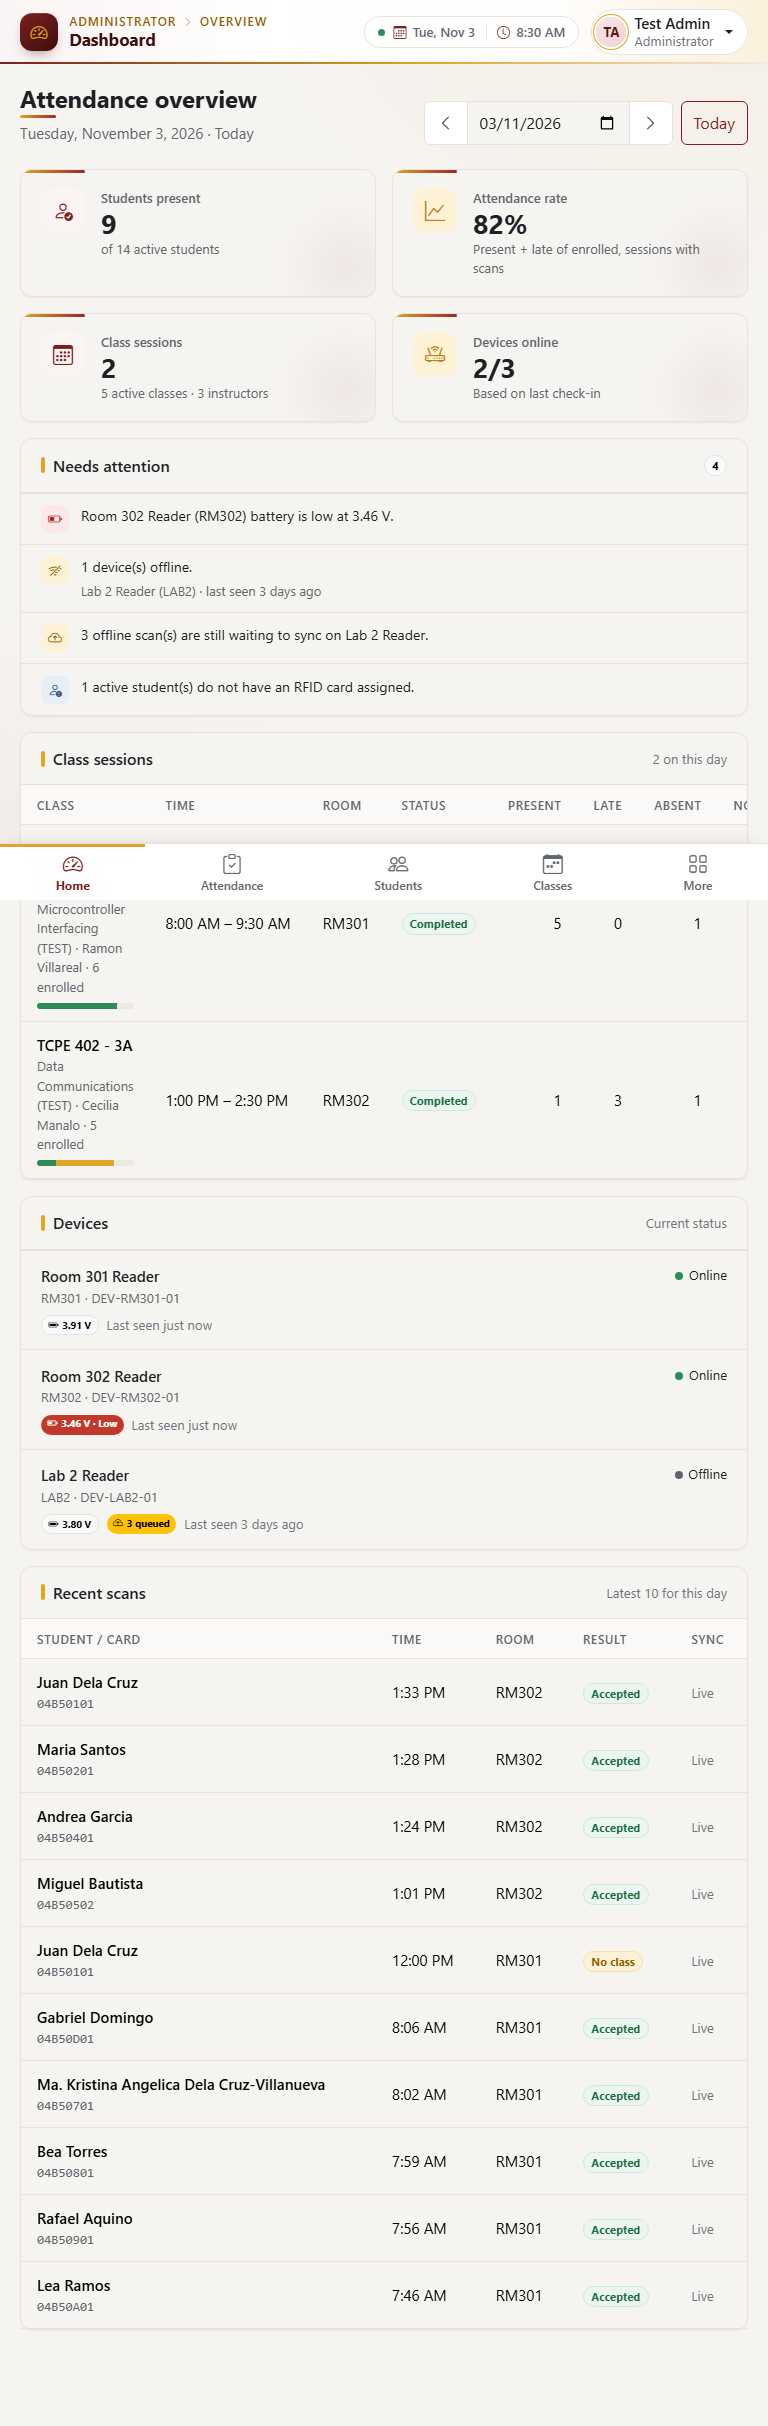 ADMINISTRATOR > OVERVIEW
Dashboard
Tue, Nov 3
8:30 AM
TA
Test Admin
Administrator
Attendance overview
Tuesday, November 3, 2026 · Today
03/11/2026
Today
Students present
9
of 14 active students
Attendance rate
82%
Present + late of enrolled, sessions with
scans
Class sessions
2
5 active classes · 3 instructors
Devices online
2/3
Based on last check-in
Needs attention
4
Room 302 Reader (RM302) battery is low at 3.46 V.
1 device(s) offline.
Lab 2 Reader (LAB2) · last seen 3 days ago
3 offline scan(s) are still waiting to sync on Lab 2 Reader.
1 active student(s) do not have an RFID card assigned.
Class sessions
2 on this day
CLASS TIME ROOM STATUS PRESENT LATE ABSENT
Home
Attendance
Students
Classes
More
Microcontroller
Interfacing
(TEST) · Ramon
Villareal · 6
enrolled
8:00 AM – 9:30 AM RM301 Completed 5 0 1
TCPE 402 - 3A
Data
Communications
(TEST) · Cecilia
Manalo · 5
enrolled
1:00 PM – 2:30 PM RM302 Completed 1 3 1
Devices
Current status
Room 301 Reader
Online
RM301 · DEV-RM301-01
3.91 V Last seen just now
Room 302 Reader
Online
RM302 · DEV-RM302-01
3.46 V · Low Last seen just now
Lab 2 Reader
Offline
LAB2 · DEV-LAB2-01
3.80 V 3 queued Last seen 3 days ago
Recent scans
Latest 10 for this day
STUDENT / CARD TIME ROOM RESULT SYNC
Juan Dela Cruz
04B50101
1:33 PM RM302 Accepted Live
Maria Santos
04B50201
1:28 PM RM302 Accepted Live
Andrea Garcia
04B50401
1:24 PM RM302 Accepted Live
Miguel Bautista
04B50502
1:01 PM RM302 Accepted Live
Juan Dela Cruz
04B50101
12:00 PM RM301 No class Live
Gabriel Domingo
04B50D01
8:06 AM RM301 Accepted Live
Ma. Kristina Angelica Dela Cruz-Villanueva
04B50701
8:02 AM RM301 Accepted Live
Bea Torres
04B50801
7:59 AM RM301 Accepted Live
Rafael Aquino
04B50901
7:56 AM RM301 Accepted Live
Lea Ramos
04B50A01
7:46 AM RM301 Accepted Live